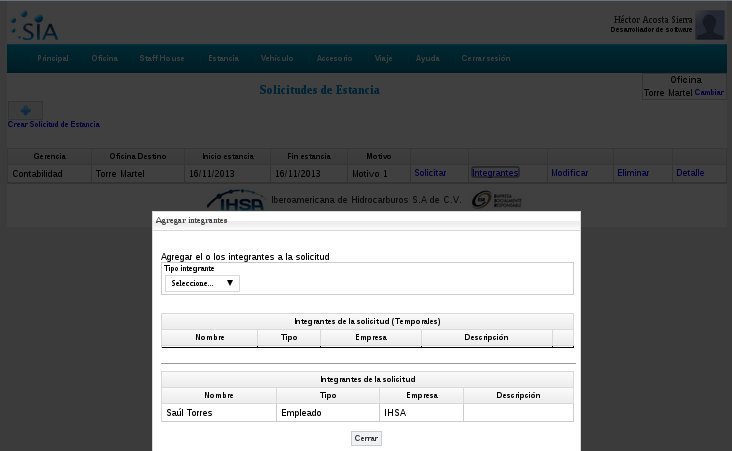 SIA
Héctor Acosta Sierra
Desarrollador de software
Principal Oficina Staff House Estancia Vehículo Accesorio Viaje Ayuda Cerrar sesión
Solicitudes de Estancia
Oficina
Torre Martel Cambiar
Crear Solicitud de Estancia
Gerencia Oficina Destino Inicio estancia Fin estancia Motivo
Contabilidad Torre Martel 16/11/2013 16/11/2013 Motivo 1 Solicitar Integrantes Modificar Eliminar Detalle
IHSA Iberoamericana de Hidrocarburos S.A de C.V. EMPRESA SOCIALMENTE RESPONSABLE
Agregar integrantes
Agregar el o los integrantes a la solicitud
Tipo integrante
Seleccione...
Integrantes de la solicitud (Temporales)
Nombre Tipo Empresa Descripción
Integrantes de la solicitud
Nombre Tipo Empresa Descripción
Saúl Torres Empleado IHSA
Cerrar